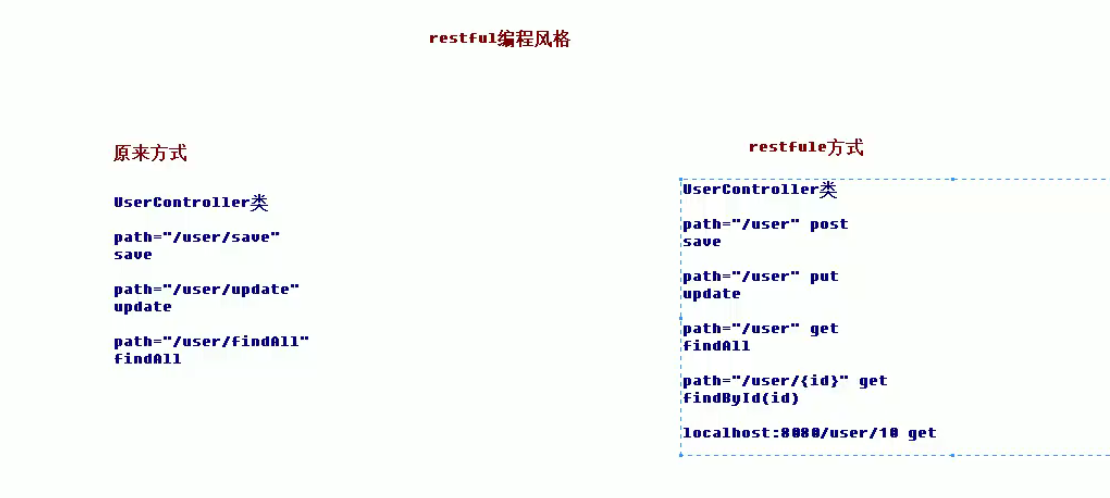 restful编程风格
原来方式
UserController类
path="/user/save"
save
path="/user/update"
update
path="/user/findAll"
findAll
restfule方式
UserController类
path="/user" post
save
path="/user" put
update
path="/user" get
findAll
path="/user/{id}" get
findById(id)
localhost:8080/user/10 get